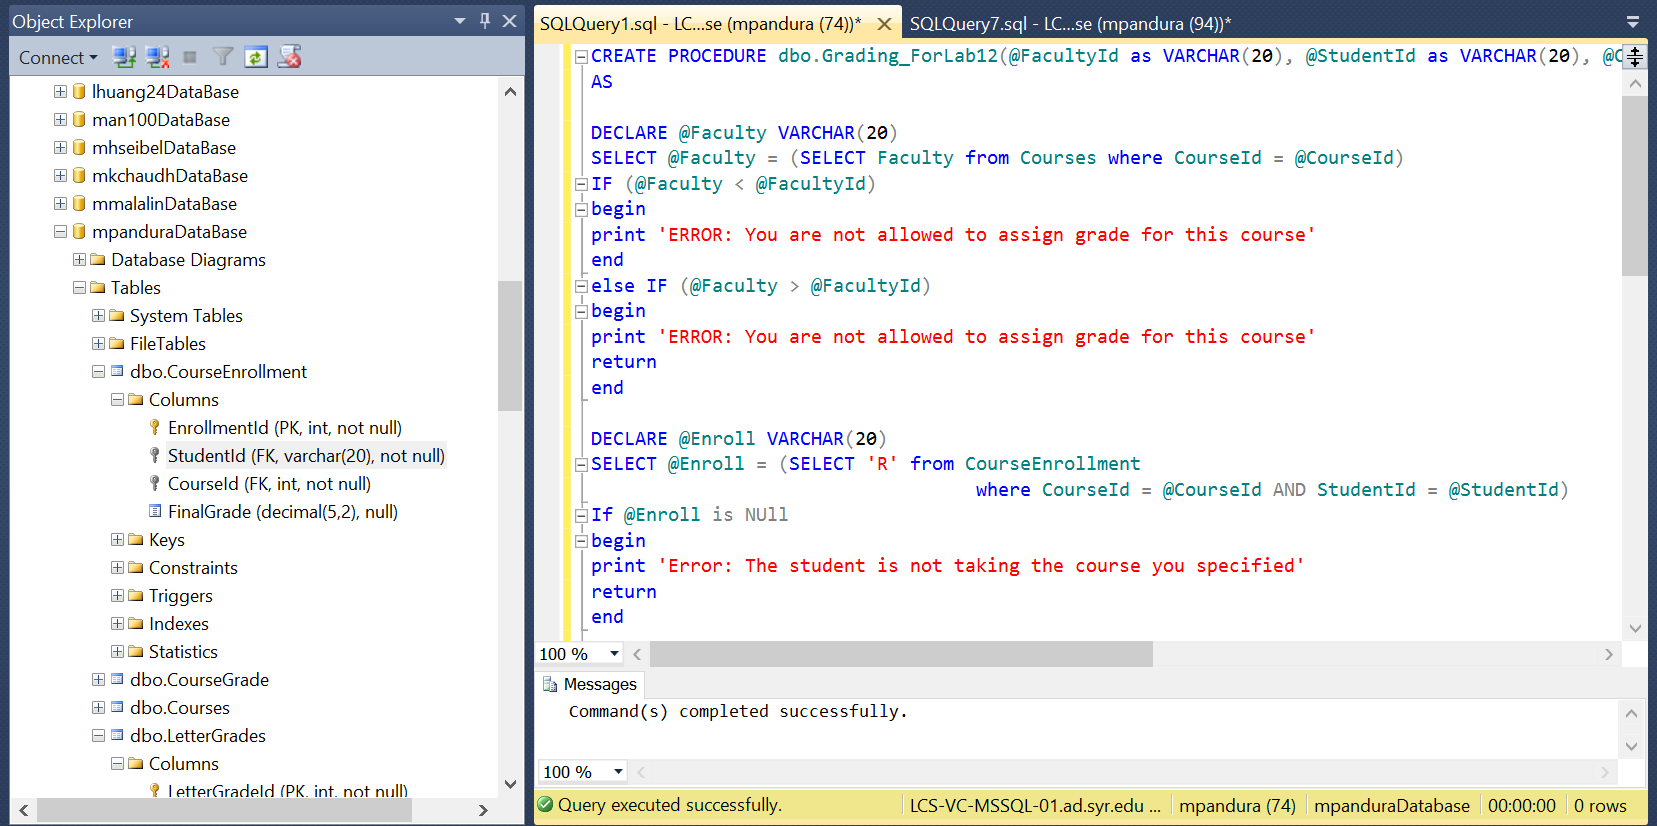 Object Explorer
Connect
lhuang24DataBase
man100DataBase
mhseibelDataBase
mkchaudhDataBase
mmalalinDataBase
mpanduraDataBase
Database Diagrams
Tables
System Tables
FileTables
dbo.CourseEnrollment
Columns
EnrollmentId (PK, int, not null)
StudentId (FK, varchar(20), not null)
CourseId (FK, int, not null)
FinalGrade (decimal(5,2), null)
Keys
Constraints
Triggers
Indexes
Statistics
dbo.CourseGrade
dbo.Courses
dbo.LetterGrades
Columns
LetterGradeId (PK, int, not null)
SQLQuery1.sql - LC...se (mpandura (74))*
SQLQuery7.sql - LC...se (mpandura (94))*
CREATE PROCEDURE dbo.Grading_ForLab12(@FacultyId as VARCHAR(20), @StudentId as VARCHAR(20), @C
AS
DECLARE @Faculty VARCHAR(20)
SELECT @Faculty = (SELECT Faculty from Courses where CourseId = @CourseId)
IF (@Faculty < @FacultyId)
begin
print 'ERROR: You are not allowed to assign grade for this course'
end
else IF (@Faculty > @FacultyId)
begin
print 'ERROR: You are not allowed to assign grade for this course'
return
end
DECLARE @Enroll VARCHAR(20)
SELECT @Enroll = (SELECT 'R' from CourseEnrollment
where CourseId = @CourseId AND StudentId = @StudentId)
If @Enroll is NUll
begin
print 'Error: The student is not taking the course you specified'
return
end
100 %
Messages
Command(s) completed successfully.
100 %
Query executed successfully.
LCS-VC-MSSQL-01.ad.syr.edu ...
mpandura (74)
mpanduraDatabase
00:00:00
0 rows